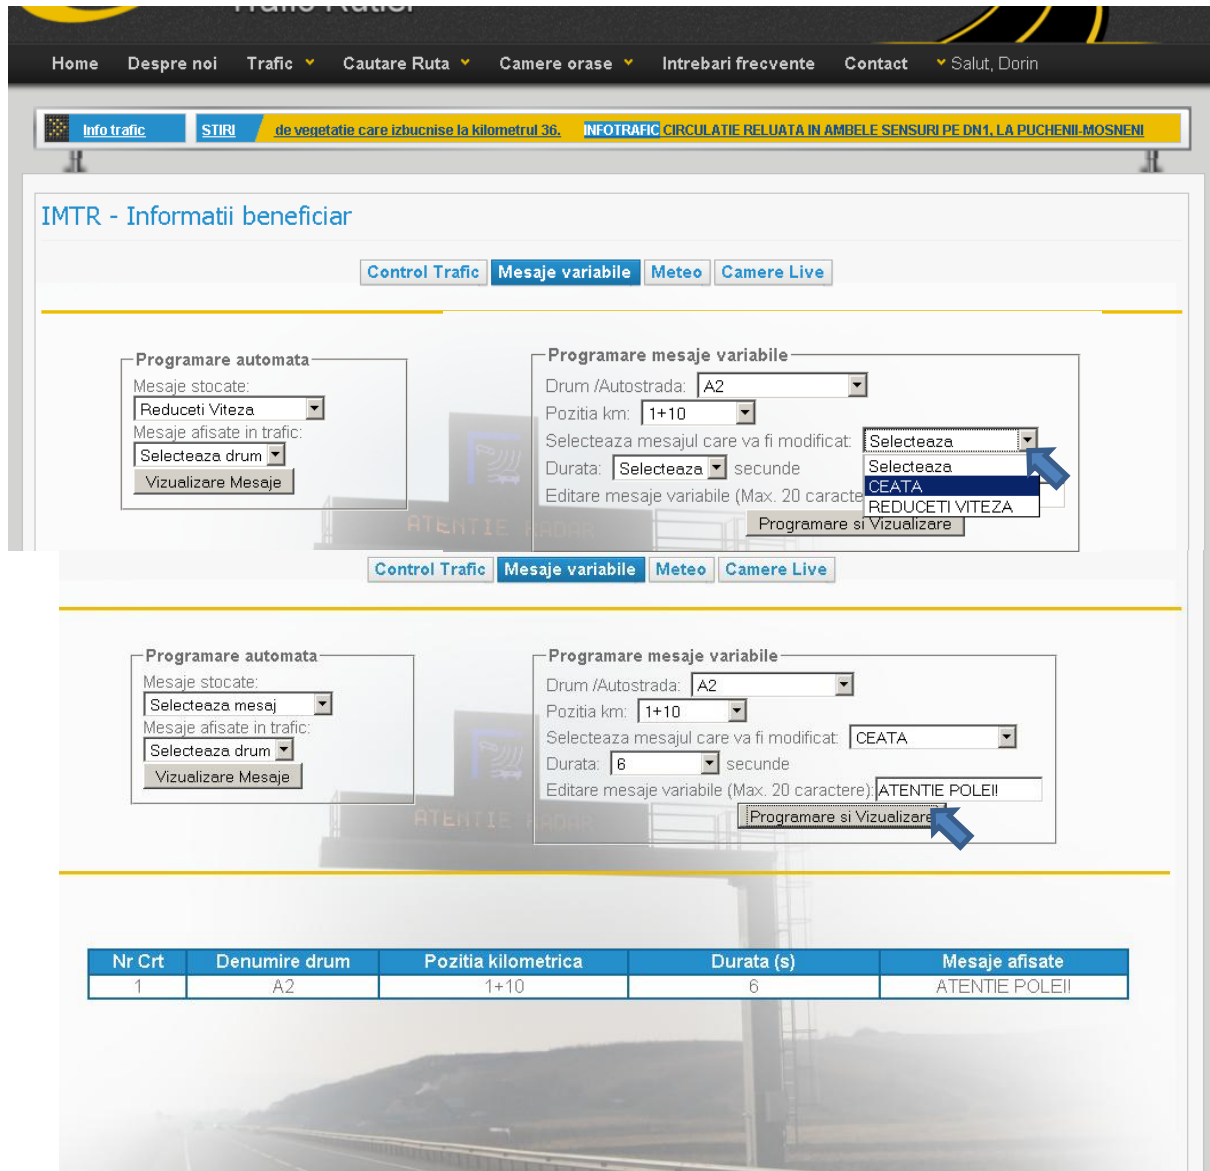 Trafic Rutier
Home Despre noi Trafic Cautare Ruta Camere orase Intrebari frecvente Contact Salut, Dorin
Info trafic STIRI de vegetatie care izbucnise la kilometrul 36. INFOTRAFIC CIRCULATIE RELUATA IN AMBELE SENSURI PE DN1, LA PUCHENII-MOSNENI
IMTR - Informatii beneficiar
Control Trafic Mesaje variabile Meteo Camere Live
Programare automata
Mesaje stocate:
Reduceti Viteza
Mesaje afisate in trafic:
Selecteaza drum
Vizualizare Mesaje
Programare mesaje variabile
Drum /Autostrada: A2
Pozitia km: 1+10
Selecteaza mesajul care va fi modificat: Selecteaza
Selecteaza
CEATA
REDUCETI VITEZA
Durata: Selecteaza secunde
Editare mesaje variabile (Max. 20 caracte
Programare si Vizualizare
ATENTIE RADAR
Control Trafic Mesaje variabile Meteo Camere Live
Programare automata
Mesaje stocate:
Selecteaza mesaj
Mesaje afisate in trafic:
Selecteaza drum
Vizualizare Mesaje
Programare mesaje variabile
Drum /Autostrada: A2
Pozitia km: 1+10
Selecteaza mesajul care va fi modificat: CEATA
Durata: 6 secunde
Editare mesaje variabile (Max. 20 caractere): ATENTIE POLEI!
Programare si Vizualizare
ATENTIE RADAR
Nr Crt Denumire drum Pozitia kilometrica Durata (s) Mesaje afisate
1 A2 1+10 6 ATENTIE POLEI!